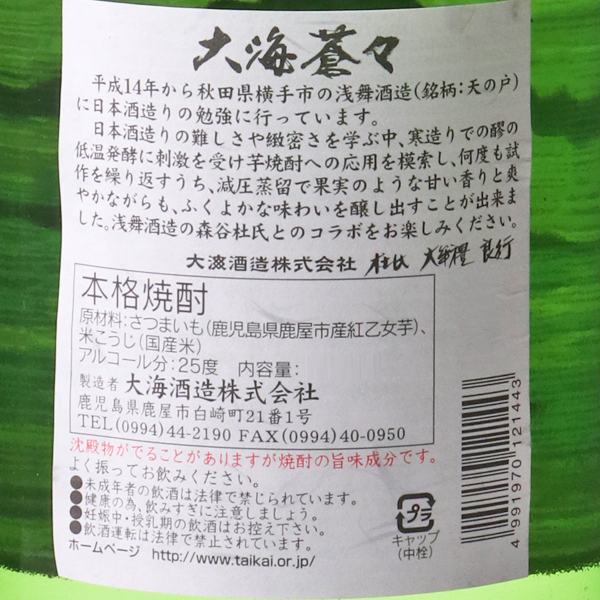 大海蒼々
平成14年から秋田県横手市の浅舞酒造(銘柄:天の戸)
に日本酒造りの勉強に行っています。
日本酒造りの難しさや緻密さを学ぶ中、寒造りでの醪の
低温発酵に刺激を受け芋焼酎への応用を模索し、何度も試
作を繰り返すうち、減圧蒸留で果実のような甘い香りと爽
やかながらも、ふくよかな味わいを醸し出すことが出来ま
した。浅舞酒造の森谷杜氏とのコラボをお楽しみください。
大海酒造株式会社 杜氏 大牟禮 良行
本格焼酎
原材料:さつまいも(鹿児島県鹿屋市産紅乙女芋)、
米こうじ(国産米)
アルコール分:25度 内容量:
製造者 大海酒造株式会社
鹿児島県鹿屋市白崎町21番1号
TEL(0994)44-2190 FAX(0994)40-0950
沈殿物がでることがありますが焼酎の旨味成分です。
よく振ってお飲みください。
●未成年者の飲酒は法律で禁じられています。
●健康の為、飲みすぎに注意しましょう。
●妊娠中・授乳期の飲酒はお控え下さい。
●飲酒運転は法律で禁止されています。
ホームページ http://www.taikai.or.jp/
プ
キャップ
(中栓)
4 991970 121443